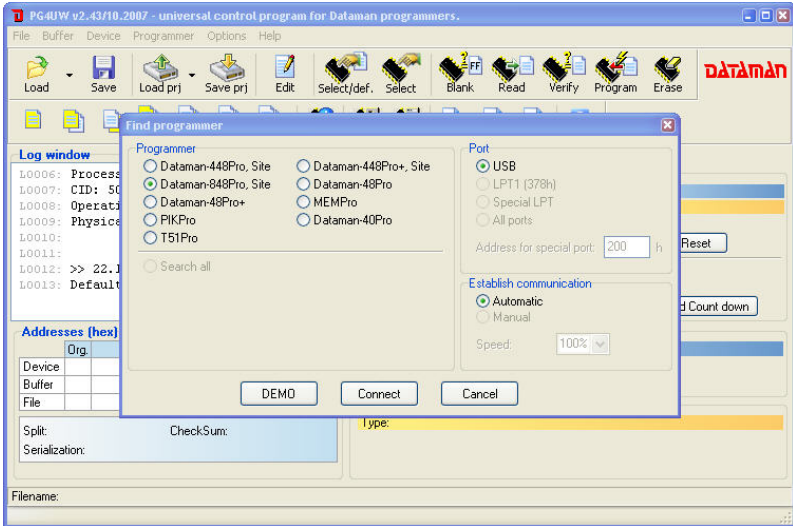 PG4UW v2.43/10.2007 - universal control program for Dataman programmers.
File Buffer Device Programmer Options Help
Load Save Load prj Save prj Edit Select/def. Select Blank Read Verify Program Erase
DATAMAN
Find programmer
Log window
L0006: Process
L0007: CID: 50
L0008: Operati
L0009: Physica
L0010:
L0011:
L0012: >> 22.1
L0013: Default
Programmer
Dataman-448Pro, Site Dataman-448Pro+, Site
Dataman-848Pro, Site Dataman-48Pro
Dataman-48Pro+ MEMPro
PIKPro Dataman-40Pro
T51Pro
Search all
Port
USB
LPT1 (378h)
Special LPT
All ports
Address for special port: 200 h
Establish communication
Automatic
Manual
Speed: 100%
DEMO Connect Cancel
Reset
d Count down
Addresses (hex)
Org.
Device
Buffer
File
Split: CheckSum:
Serialization:
Type:
Filename: